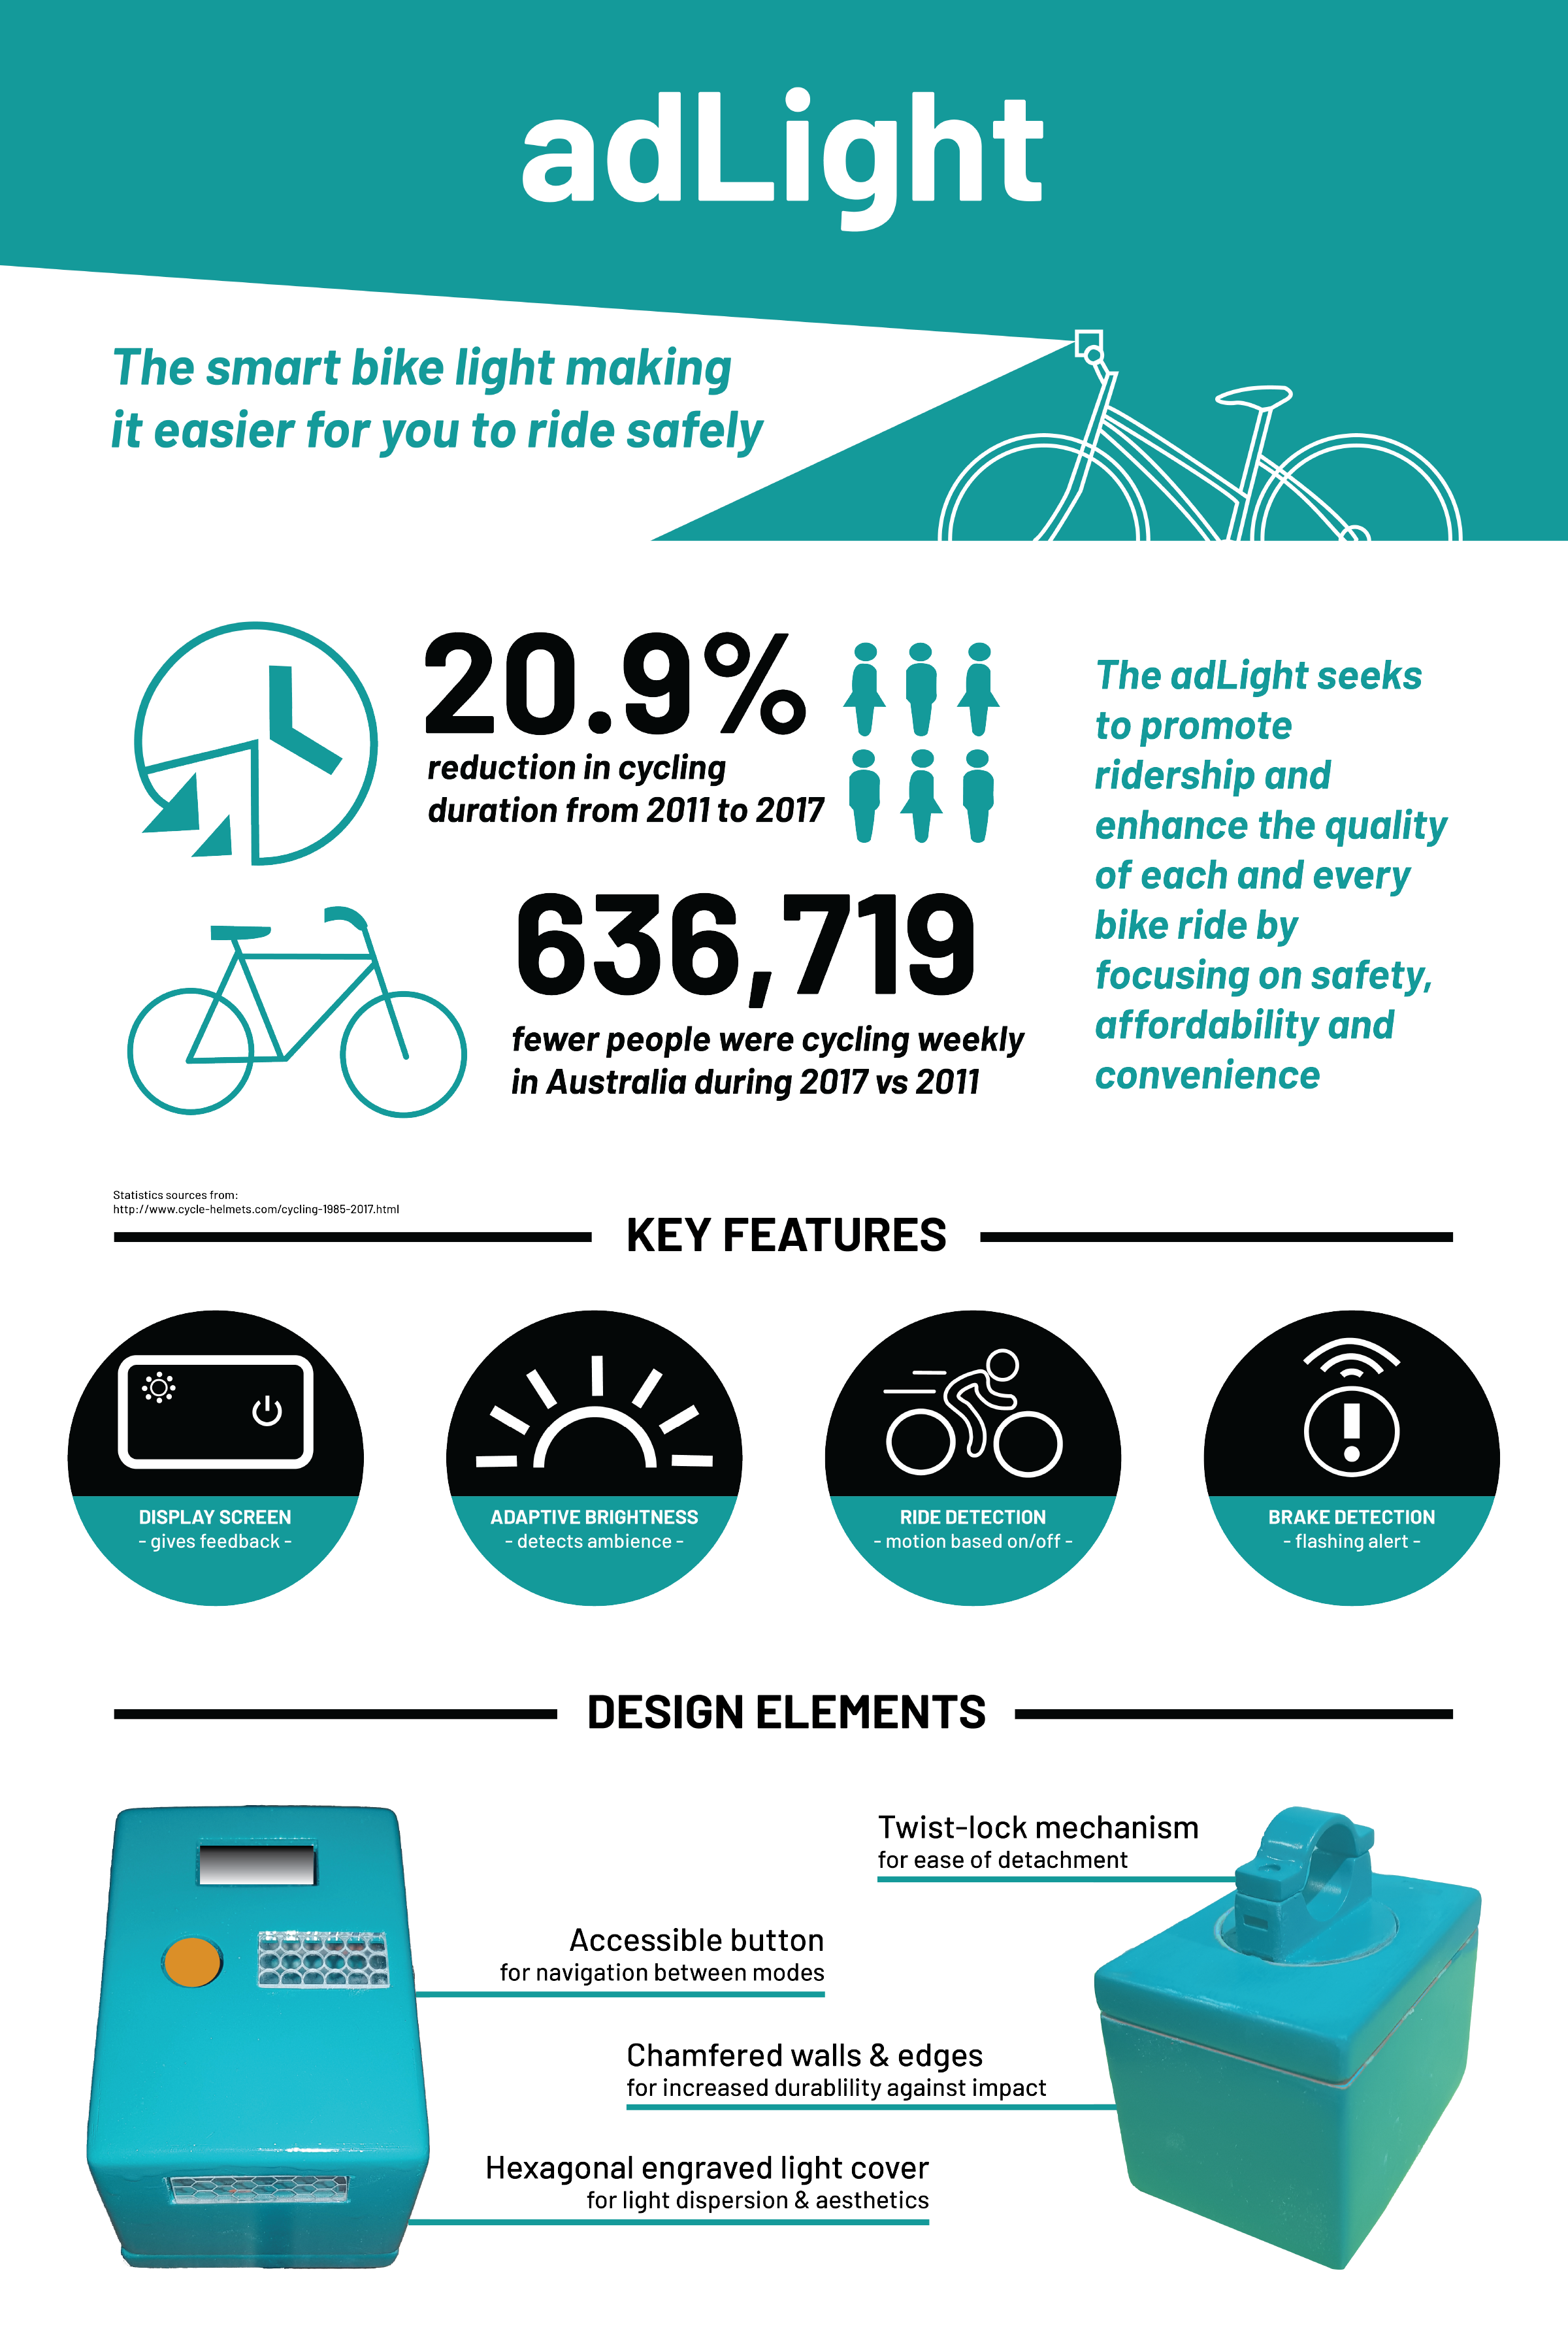 adLight
The smart bike light making
it easier for you to ride safely
20.9%
reduction in cycling
duration from 2011 to 2017
636,719
fewer people were cycling weekly
in Australia during 2017 vs 2011
The adLight seeks
to promote
ridership and
enhance the quality
of each and every
bike ride by
focusing on safety,
affordability and
convenience
Statistics sources from:
http://www.cycle-helmets.com/cycling-1985-2017.html
KEY FEATURES
DISPLAY SCREEN
- gives feedback -
ADAPTIVE BRIGHTNESS
- detects ambience -
RIDE DETECTION
- motion based on/off -
BRAKE DETECTION
- flashing alert -
DESIGN ELEMENTS
Twist-lock mechanism
for ease of detachment
Accessible button
for navigation between modes
Chamfered walls & edges
for increased durablility against impact
Hexagonal engraved light cover
for light dispersion & aesthetics